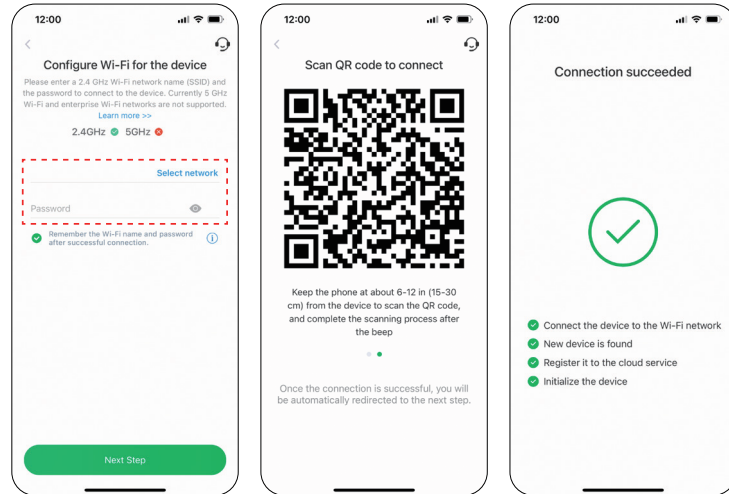 12:00
Configure Wi-Fi for the device
Please enter a 2.4 GHz Wi-Fi network name (SSID) and
the password to connect to the device. Currently 5 GHz
Wi-Fi and enterprise Wi-Fi networks are not supported.
Learn more >>
2.4GHz 5GHz
Select network
Password
Remember the Wi-Fi name and password
after successful connection.
Next Step
12:00
Scan QR code to connect
Keep the phone at about 6-12 in (15-30
cm) from the device to scan the QR code,
and complete the scanning process after
the beep
Once the connection is successful, you will
be automatically redirected to the next step.
12:00
Connection succeeded
Connect the device to the Wi-Fi network
New device is found
Register it to the cloud service
Initialize the device